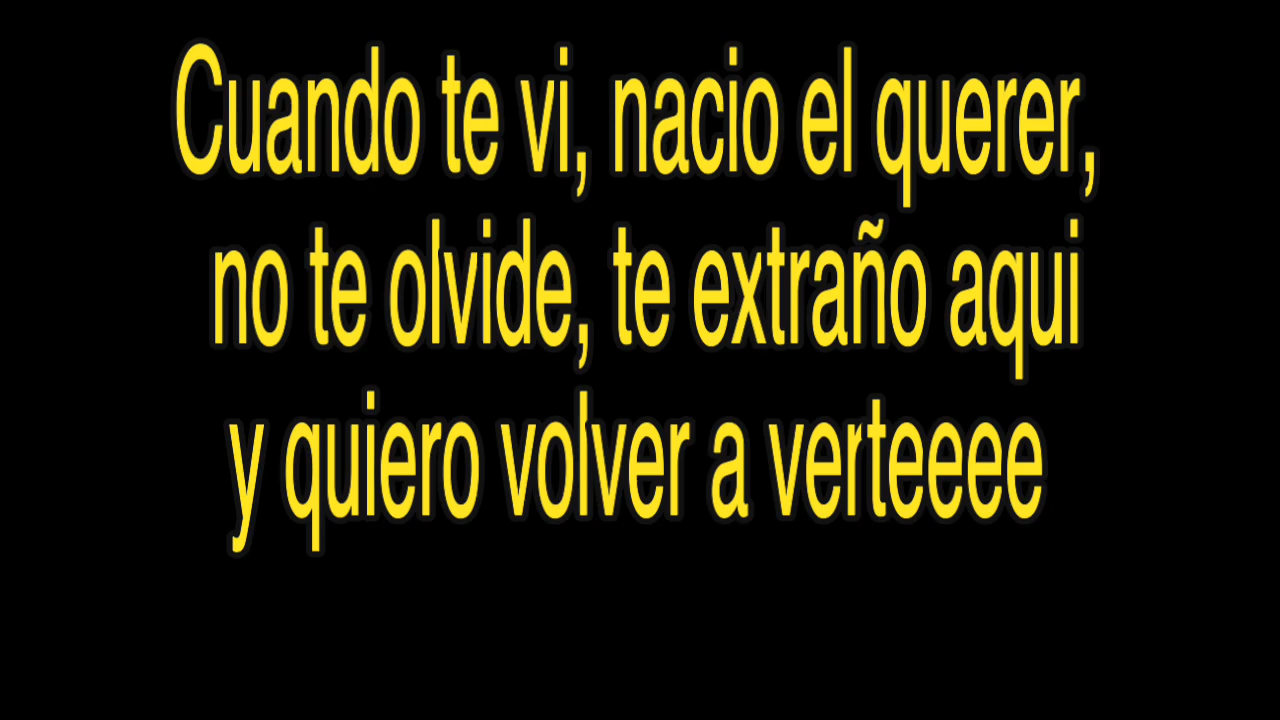 Cuando te vi, nacio el querer,
no te olvide, te extraño aqui
y quiero volver a verteeee